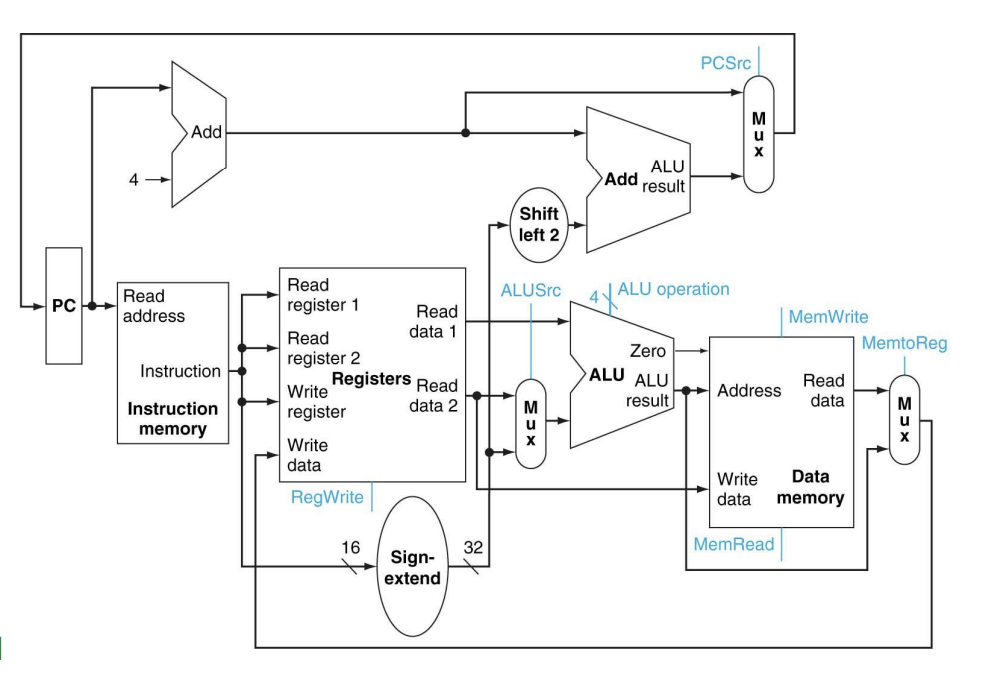 PCSrc
M
u
x
Add
4
Add
ALU
result
Shift
left 2
PC
Read
address
Instruction
Instruction
memory
Read
register 1
Read
register 2
Write
register
Write
data
Registers
Read
data 1
Read
data 2
RegWrite
16
Sign-
extend
32
ALUSrc
M
u
x
4
ALU operation
Zero
ALU
ALU
result
MemWrite
Address
Read
data
Write
data
Data
memory
MemRead
MemtoReg
M
u
x